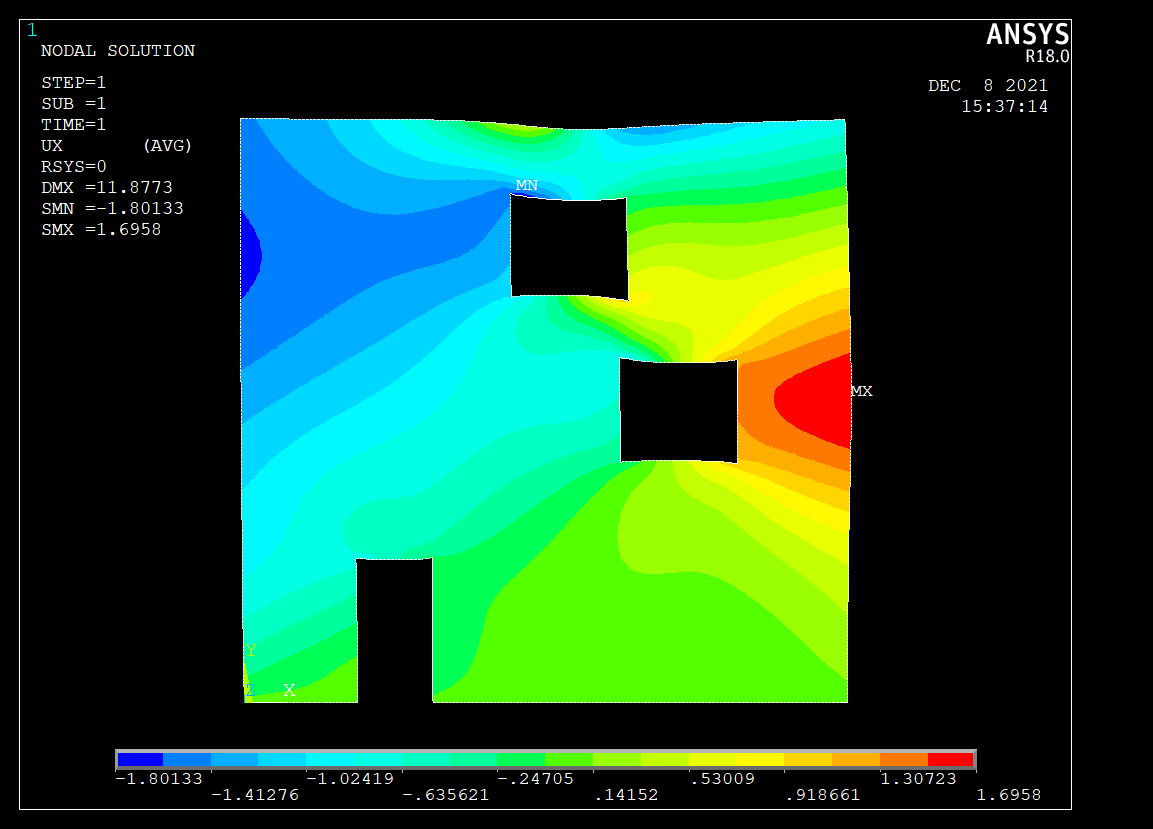 1
ANSYS
R18.0
NODAL SOLUTION
DEC  8 2021
15:37:14
STEP=1
SUB =1
TIME=1
UX       (AVG)
RSYS=0
DMX =11.8773
SMN =-1.80133
SMX =1.6958
MN
MX
Y
Z X
-1.80133 -1.02419 -.24705 .53009 1.30723
-1.41276 -.635621 .14152 .918661 1.6958